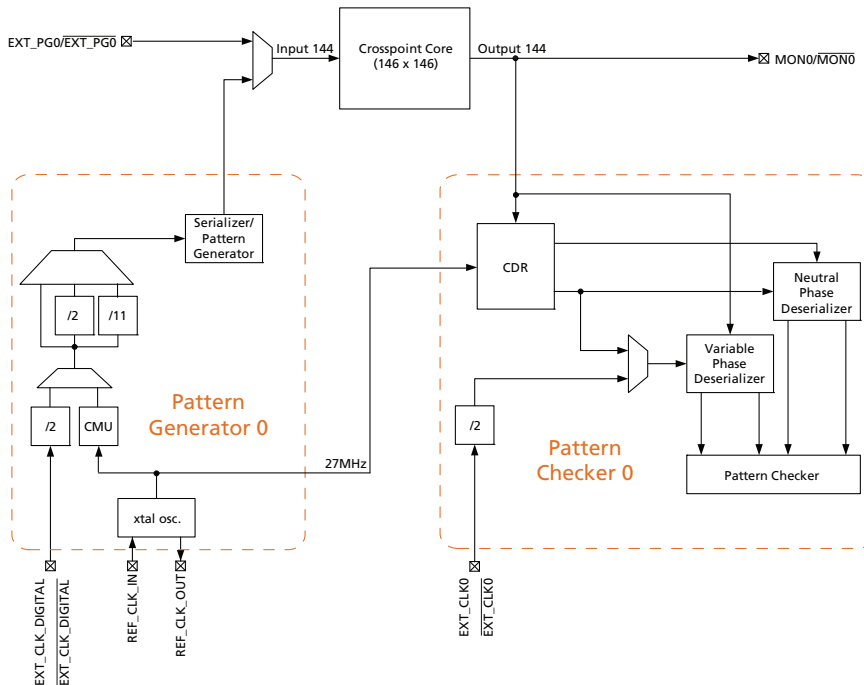 EXT_PG0/EXT_PG0
Input 144
Crosspoint Core
(146 x 146)
Output 144
MON0/MON0
Serializer/
Pattern
Generator
/2
/11
/2
CMU
Pattern
Generator 0
27MHz
xtal osc.
EXT_CLK_DIGITAL
EXT_CLK_DIGITAL
REF_CLK_IN
REF_CLK_OUT
CDR
Neutral
Phase
Deserializer
Variable
Phase
Deserializer
/2
Pattern
Checker 0
Pattern Checker
EXT_CLK0
EXT_CLK0